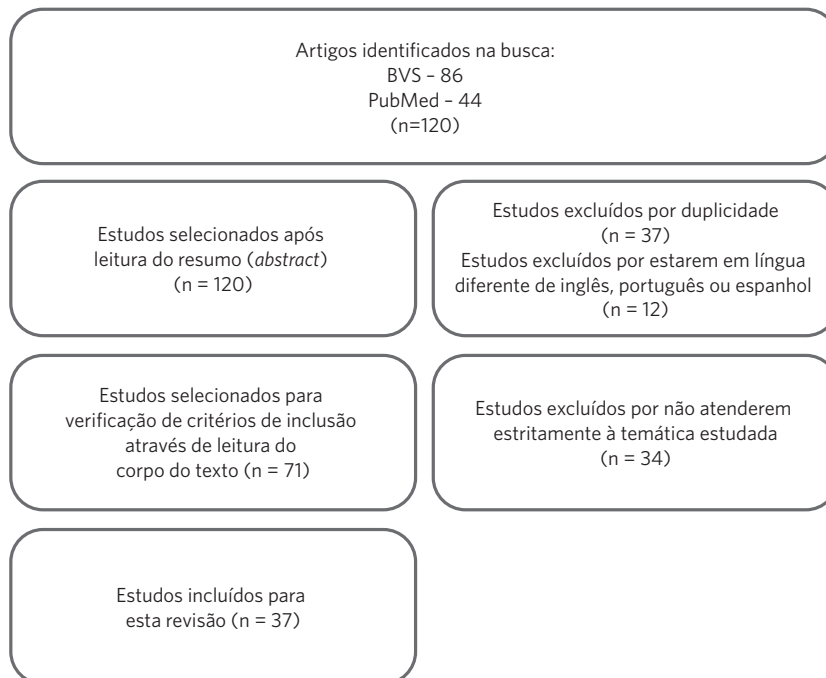 Artigos identificados na busca:
BVS – 86
PubMed – 44
(n=120)
Estudos selecionados após
leitura do resumo (abstract)
(n = 120)
Estudos excluídos por duplicidade
(n = 37)
Estudos excluídos por estarem em língua
diferente de inglês, português ou espanhol
(n = 12)
Estudos selecionados para
verificação de critérios de inclusão
através de leitura do
corpo do texto (n = 71)
Estudos excluídos por não atenderem
estritamente à temática estudada
(n = 34)
Estudos incluídos para
esta revisão (n = 37)